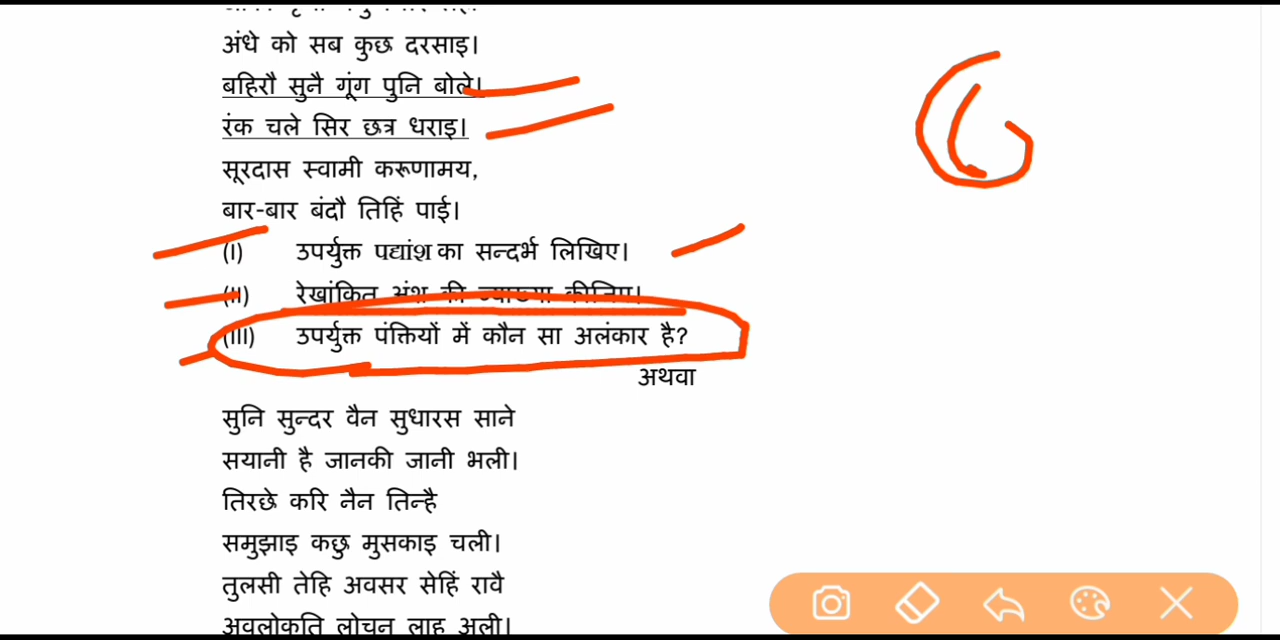 अंधे को सब कुछ दरसाइ।
बहिरौ सुनै गूंग पुनि बोले।
रंक चले सिर छत्र धराइ।
सूरदास स्वामी करूणामय,
बार-बार बंदौ तिहिं पाई।
(I) उपर्युक्त पद्यांश का सन्दर्भ लिखिए।
(II) रेखांकित अंश की व्याख्या कीजिए।
(III) उपर्युक्त पंक्तियों में कौन सा अलंकार है?
अथवा
सुनि सुन्दर वैन सुधारस साने
सयानी है जानकी जानी भली।
तिरछे करि नैन तिन्है
समुझाइ कछु मुसकाइ चली।
तुलसी तेहि अवसर सेहिं रावै
अवलोकति लोचन लाहु अली।